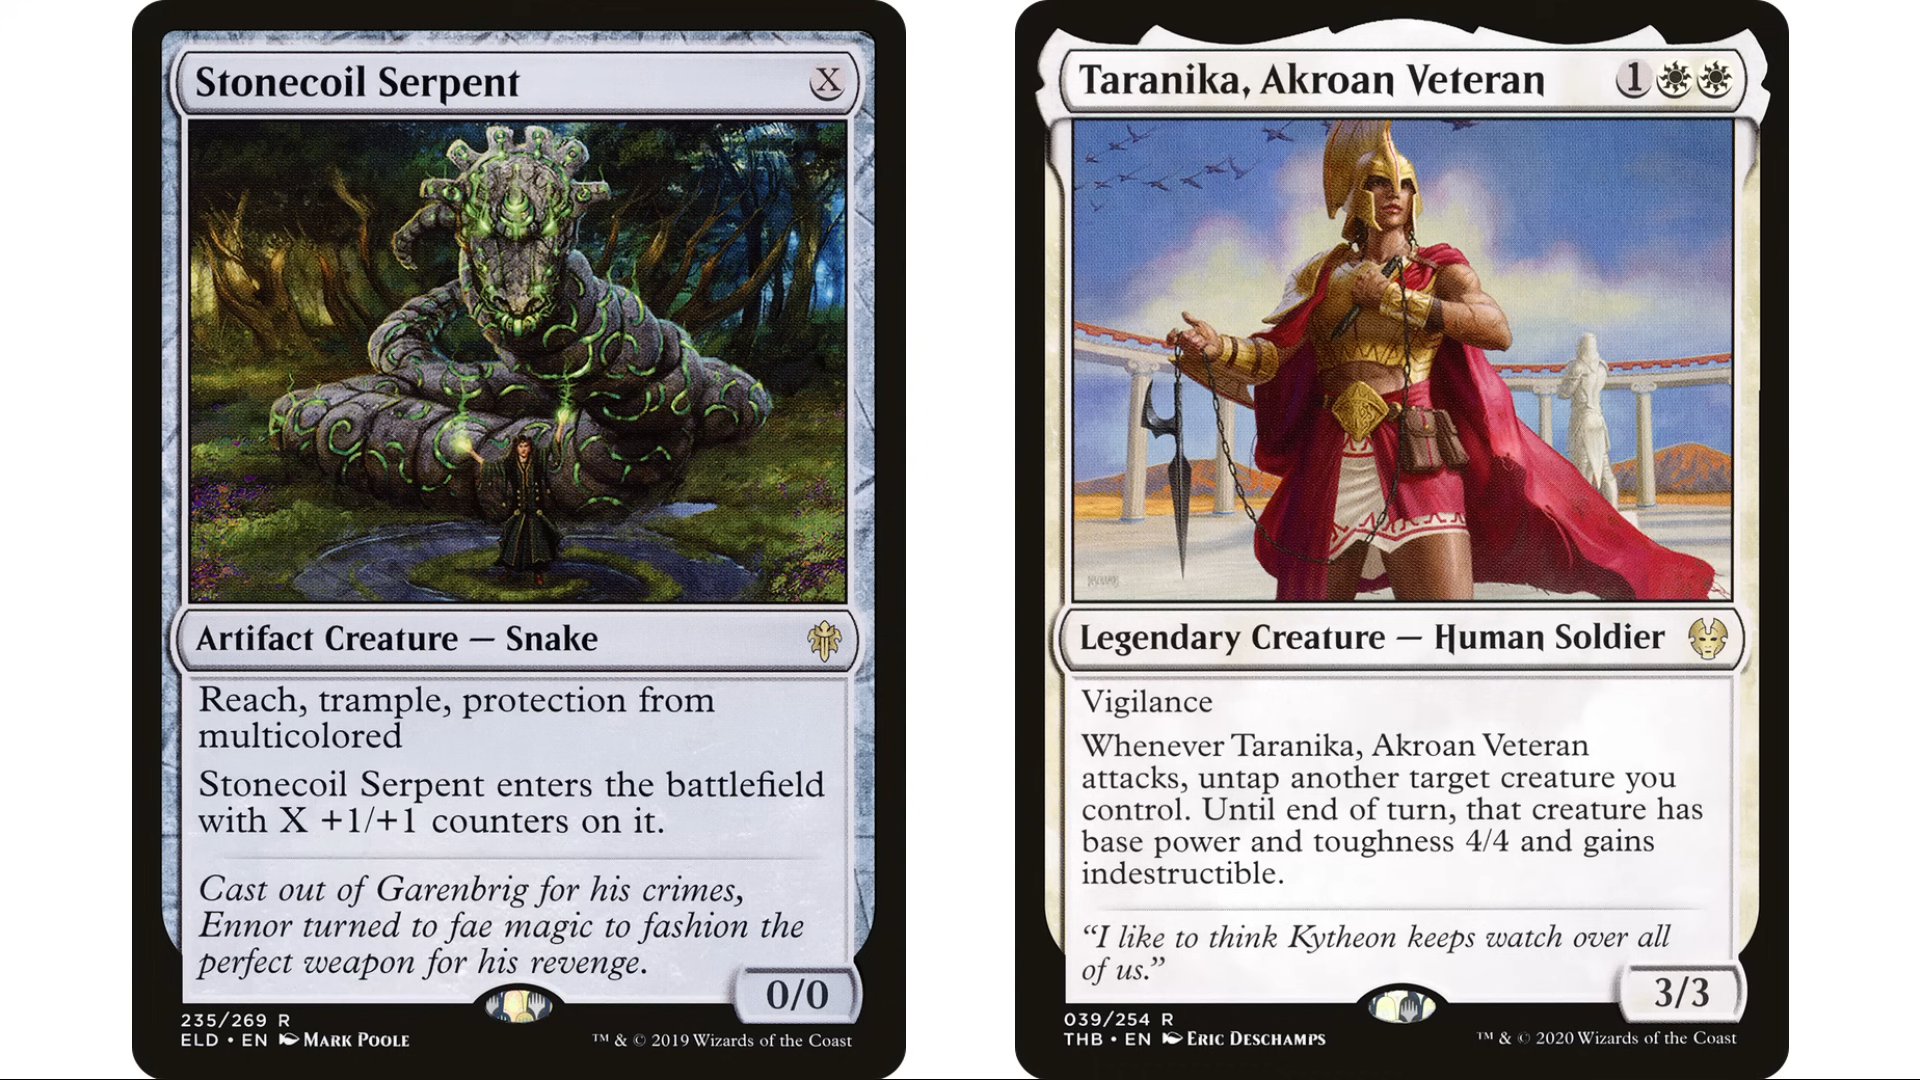 Stonecoil Serpent
X
Artifact Creature — Snake
Reach, trample, protection from
multicolored
Stonecoil Serpent enters the battlefield
with X +1/+1 counters on it.
Cast out of Garenbrig for his crimes,
Ennor turned to fae magic to fashion the
perfect weapon for his revenge.
0/0
235/269 R
ELD • EN Mark Poole
™ & © 2019 Wizards of the Coast
Taranika, Akroan Veteran
1
DESCHAMPS
Legendary Creature — Human Soldier
Vigilance
Whenever Taranika, Akroan Veteran
attacks, untap another target creature you
control. Until end of turn, that creature has
base power and toughness 4/4 and gains
indestructible.
“I like to think Kytheon keeps watch over all
of us.”
3/3
039/254 R
THB • EN Eric Deschamps
™ & © 2020 Wizards of the Coast